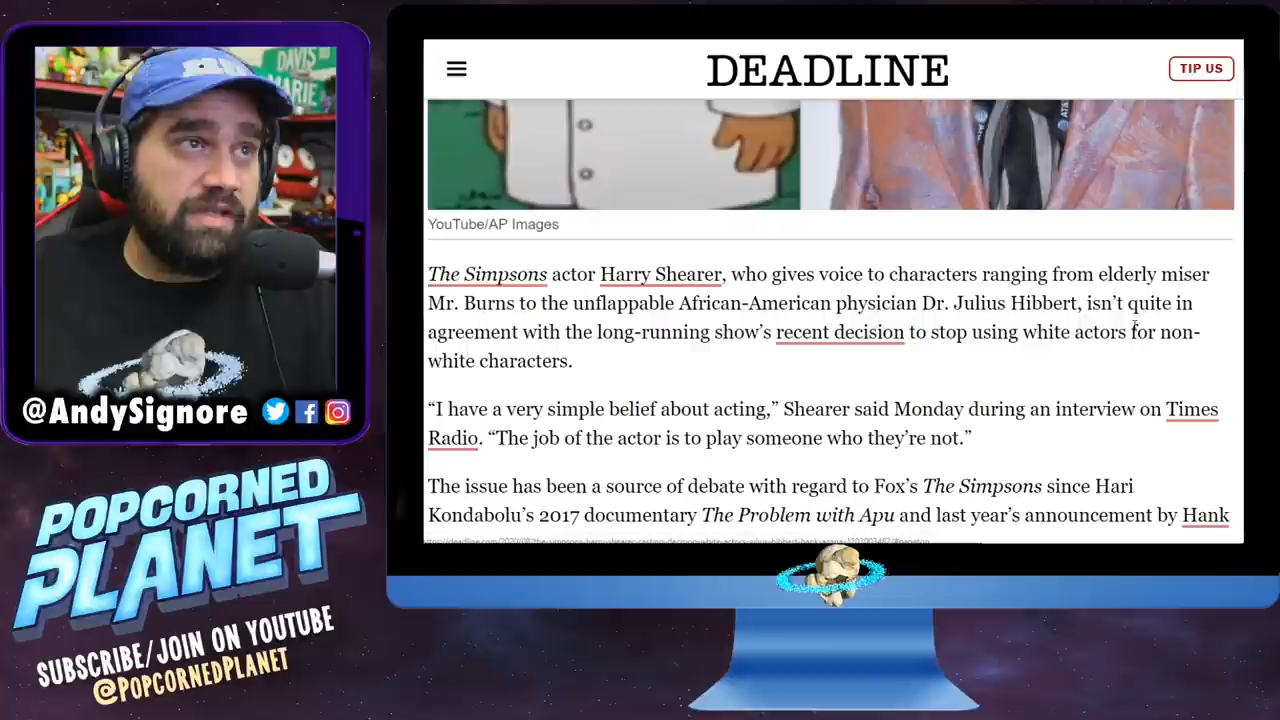 DAVIS
MARIE
@AndySignore
POPCORNED
PLANET
SUBSCRIBE/JOIN ON YOUTUBE
@POPCORNEDPLANET
DEADLINE
TIP US
AT&T
YouTube/AP Images
The Simpsons actor Harry Shearer, who gives voice to characters ranging from elderly miser
Mr. Burns to the unflappable African-American physician Dr. Julius Hibbert, isn’t quite in
agreement with the long-running show’s recent decision to stop using white actors for non-
white characters.
“I have a very simple belief about acting,” Shearer said Monday during an interview on Times
Radio. “The job of the actor is to play someone who they’re not.”
The issue has been a source of debate with regard to Fox’s The Simpsons since Hari
Kondabolu’s 2017 documentary The Problem with Apu and last year’s announcement by Hank